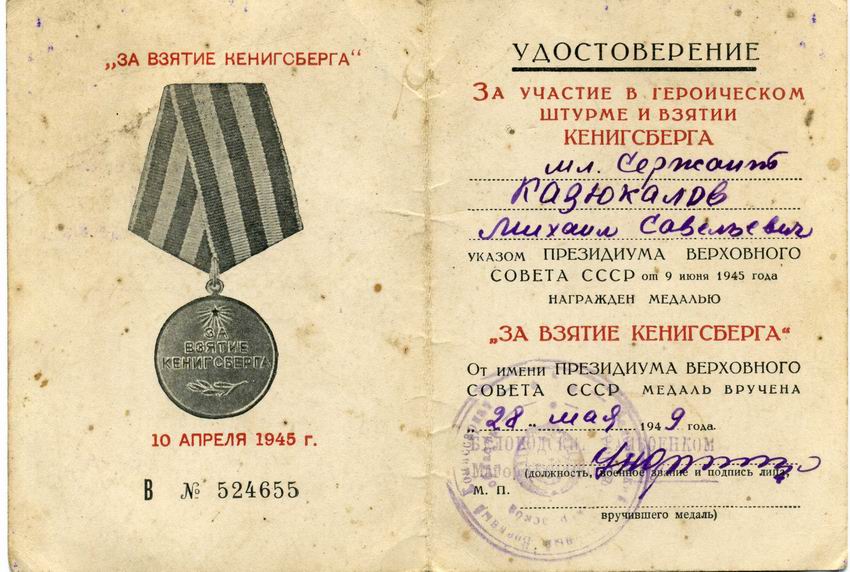 „ЗА ВЗЯТИЕ КЕНИГСБЕРГА“
ЗА
ВЗЯТИЕ
КЕНИГСБЕРГА
10 АПРЕЛЯ 1945 г.
В № 524655
УДОСТОВЕРЕНИЕ
ЗА УЧАСТИЕ В ГЕРОИЧЕСКОМ
ШТУРМЕ И ВЗЯТИИ
КЕНИГСБЕРГА
мл. Сержант
Кадюкалов
Михаил Савельевич
УКАЗОМ ПРЕЗИДИУМА ВЕРХОВНОГО
СОВЕТА СССР от 9 июня 1945 года
НАГРАЖДЕН МЕДАЛЬЮ
„ЗА ВЗЯТИЕ КЕНИГСБЕРГА“
От имени ПРЕЗИДИУМА ВЕРХОВНОГО
СОВЕТА СССР МЕДАЛЬ ВРУЧЕНА
„28“ мая 1949 года.
(должность, военное звание и подпись лица,
М. П.
вручившего медаль)